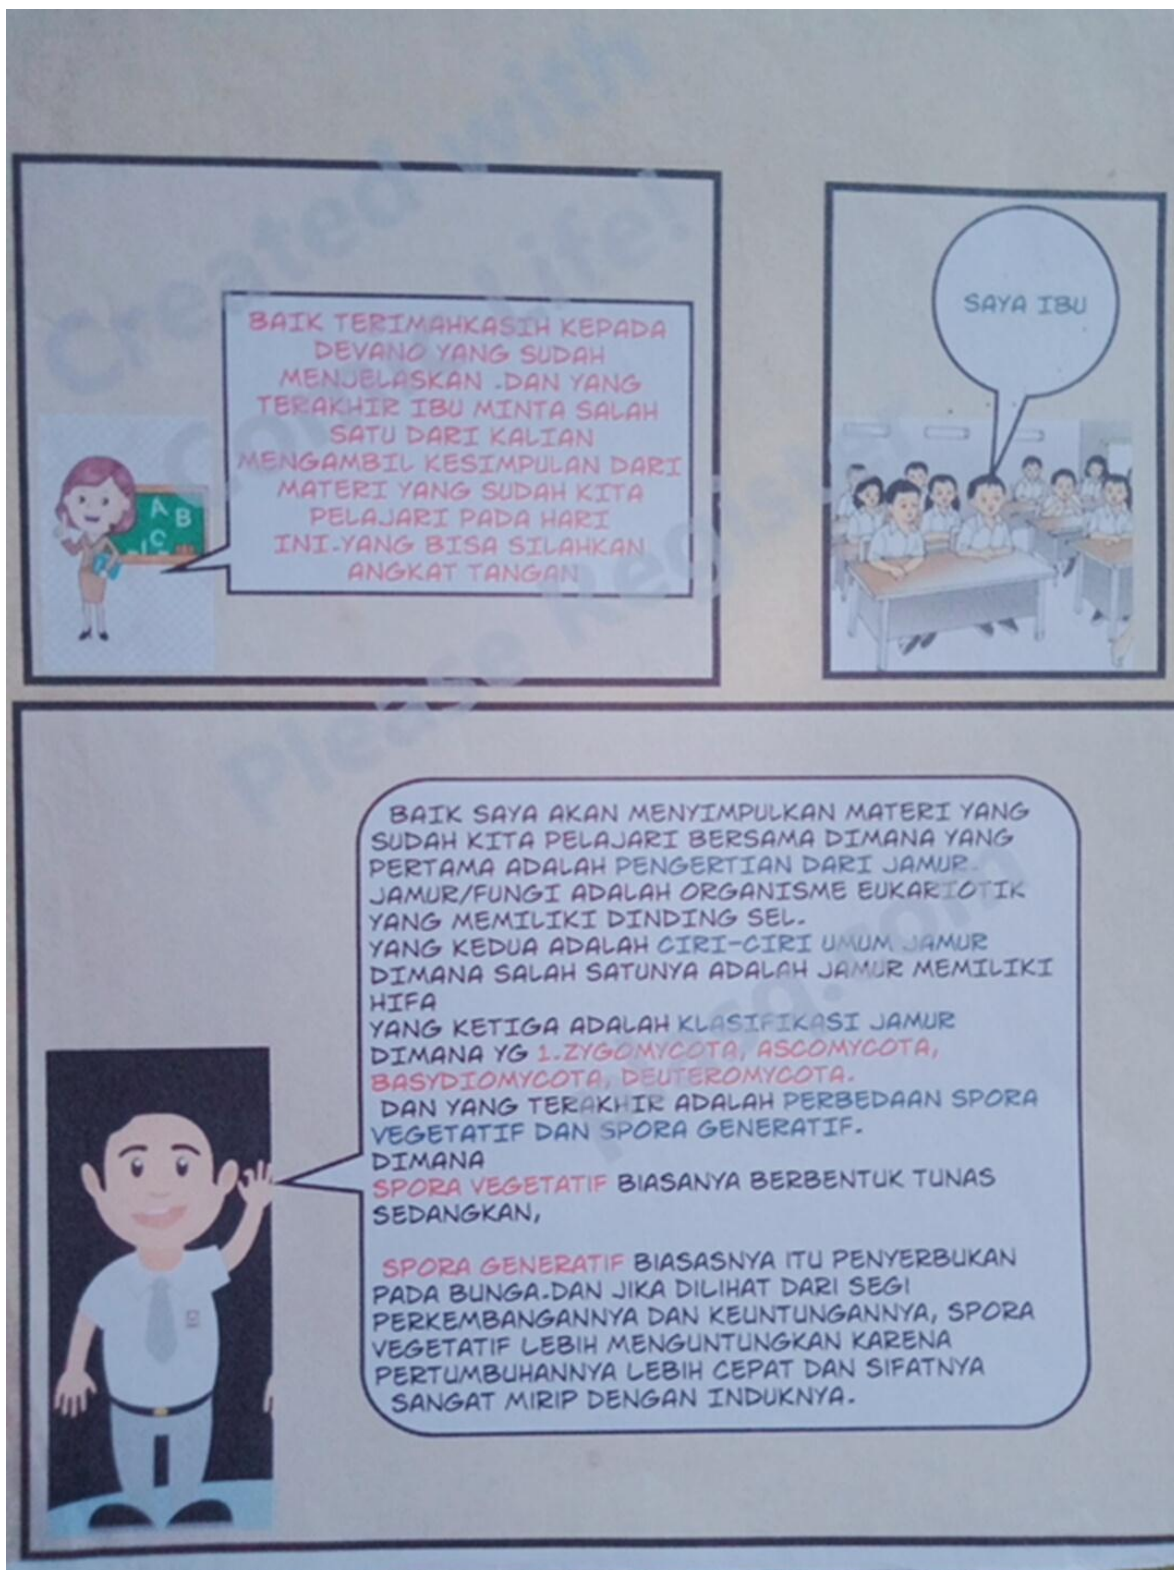 Created with
Comic Life!
Please Register
BAIK TERIMAHKASIH KEPADA
DEVANO YANG SUDAH
MENJELASKAN .DAN YANG
TERAKHIR IBU MINTA SALAH
SATU DARI KALIAN
MENGAMBIL KESIMPULAN DARI
MATERI YANG SUDAH KITA
PELAJARI PADA HARI
INI.YANG BISA SILAHKAN
ANGKAT TANGAN
A B
C
SAYA IBU
BAIK SAYA AKAN MENYIMPULKAN MATERI YANG
SUDAH KITA PELAJARI BERSAMA DIMANA YANG
PERTAMA ADALAH PENGERTIAN DARI JAMUR.
JAMUR/FUNGI ADALAH ORGANISME EUKARIOTIK
YANG MEMILIKI DINDING SEL.
YANG KEDUA ADALAH CIRI-CIRI UMUM JAMUR
DIMANA SALAH SATUNYA ADALAH JAMUR MEMILIKI
HIFA
YANG KETIGA ADALAH KLASIFIKASI JAMUR
DIMANA YG 1.ZYGOMYCOTA, ASCOMYCOTA,
BASYDIOMYCOTA, DEUTEROMYCOTA.
DAN YANG TERAKHIR ADALAH PERBEDAAN SPORA
VEGETATIF DAN SPORA GENERATIF.
DIMANA
SPORA VEGETATIF BIASANYA BERBENTUK TUNAS
SEDANGKAN,
SPORA GENERATIF BIASASNYA ITU PENYERBUKAN
PADA BUNGA.DAN JIKA DILIHAT DARI SEGI
PERKEMBANGANNYA DAN KEUNTUNGANNYA, SPORA
VEGETATIF LEBIH MENGUNTUNGKAN KARENA
PERTUMBUHANNYA LEBIH CEPAT DAN SIFATNYA
SANGAT MIRIP DENGAN INDUKNYA.